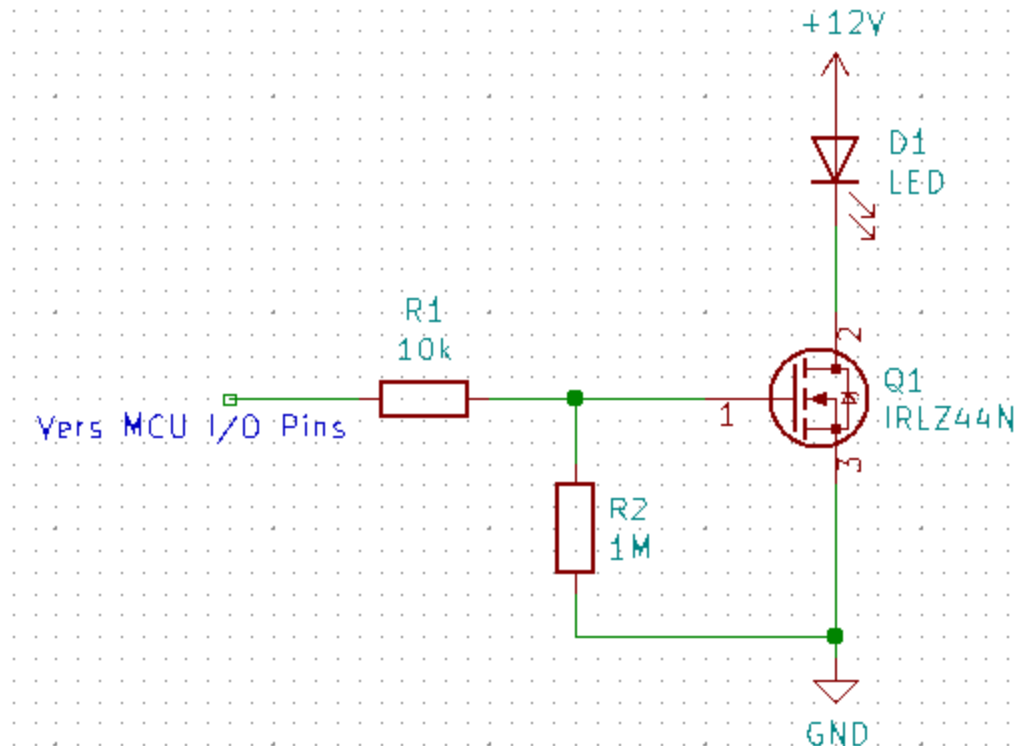 +12V
D1
LED
R1
10k
2
Q1
IRLZ44N
Vers MCU I/O Pins
1
3
R2
1M
GND